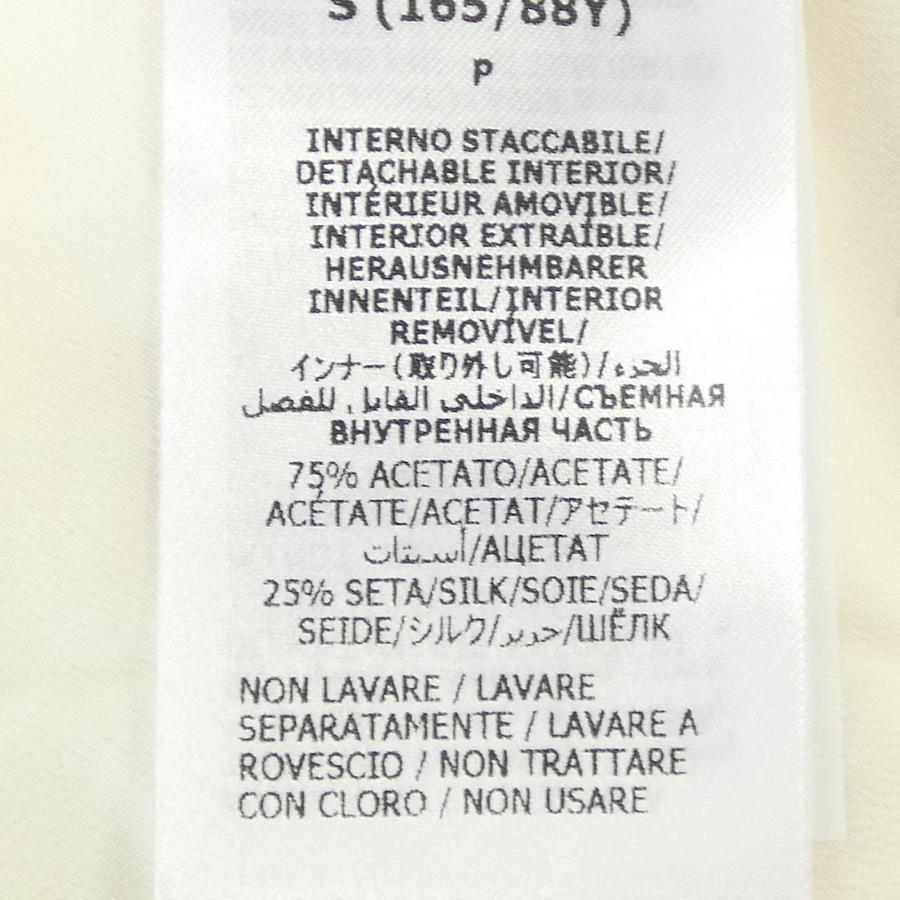 S (165/88Y)
P
INTERNO STACCABILE/
DETACHABLE INTERIOR/
INTÉRIEUR AMOVIBLE/
INTERIOR EXTRAÍBLE/
HERAUSNEHMBARER
INNENTEIL/INTERIOR
REMOVÍVEL/
インナー(取り外し可能)/الجزء
الداخلي القابل للفصل/СЪЕМНАЯ
ВНУТРЕННАЯ ЧАСТЬ
75% ACETATO/ACETATE/
ACÉTATE/ACETAT/アセテート/
أسيتات/АЦЕТАТ
25% SETA/SILK/SOIE/SEDA/
SEIDE/シルク/حرير/ШЁЛК
NON LAVARE / LAVARE
SEPARATAMENTE / LAVARE A
ROVESCIO / NON TRATTARE
CON CLORO / NON USARE